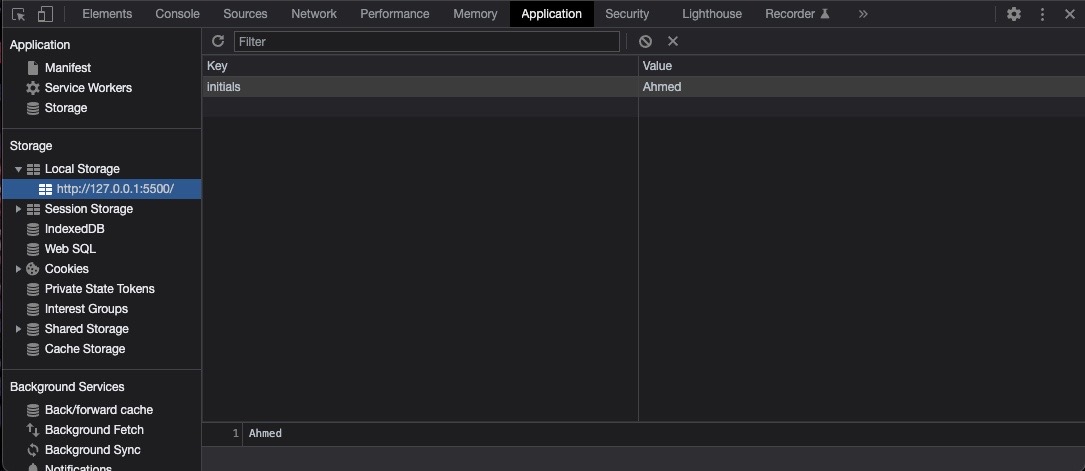 Elements Console Sources Network Performance Memory Application Security Lighthouse Recorder »
Application
Manifest
Service Workers
Storage
Storage
Local Storage
http://127.0.0.1:5500/
Session Storage
IndexedDB
Web SQL
Cookies
Private State Tokens
Interest Groups
Shared Storage
Cache Storage
Background Services
Back/forward cache
Background Fetch
Background Sync
Notifications
Filter
Key Value
initials Ahmed
1 Ahmed